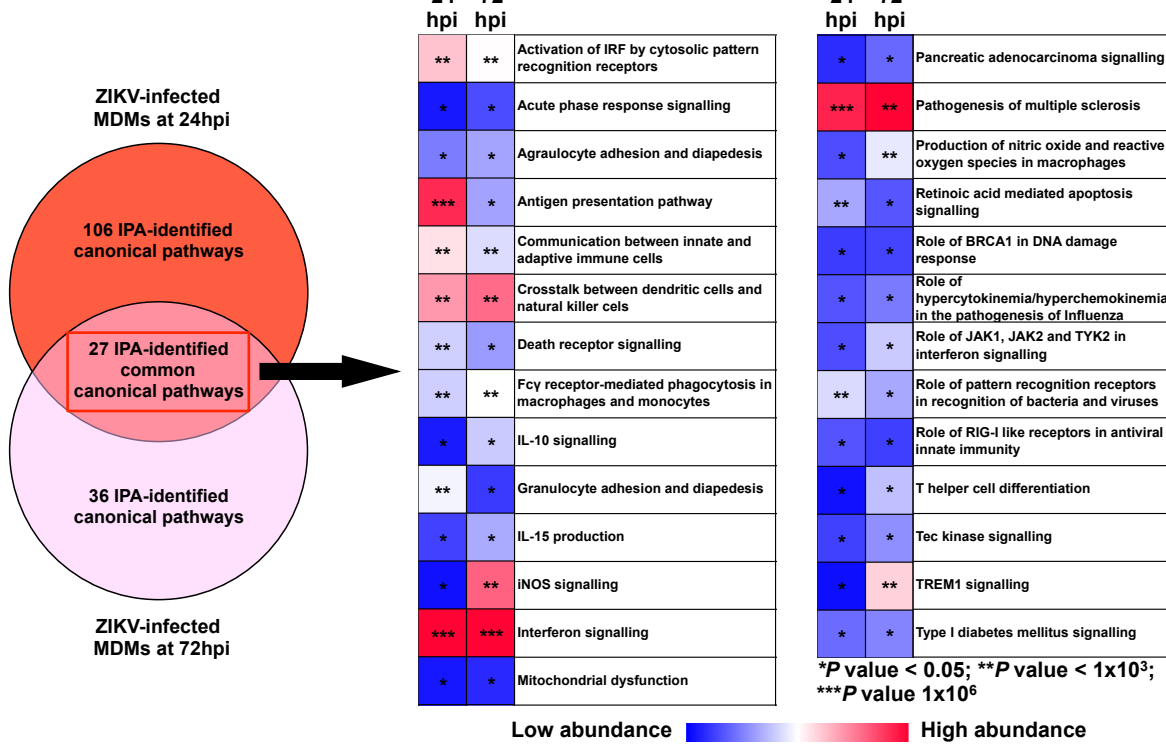 ZIKV-infected
MDMs at 24hpi
106 IPA-identified
canonical pathways
27 IPA-identified
common
canonical pathways
36 IPA-identified
canonical pathways
ZIKV-infected
MDMs at 72hpi
24 72
hpi hpi
** ** Activation of IRF by cytosolic pattern
recognition receptors
* * Acute phase response signalling
* * Agraulocyte adhesion and diapedesis
*** * Antigen presentation pathway
** ** Communication between innate and
adaptive immune cells
** ** Crosstalk between dendritic cells and
natural killer cels
** * Death receptor signalling
** ** Fcγ receptor-mediated phagocytosis in
macrophages and monocytes
* * IL-10 signalling
** * Granulocyte adhesion and diapedesis
* * IL-15 production
* ** iNOS signalling
*** *** Interferon signalling
* * Mitochondrial dysfunction
24 72
hpi hpi
* * Pancreatic adenocarcinoma signalling
*** ** Pathogenesis of multiple sclerosis
* ** Production of nitric oxide and reactive
oxygen species in macrophages
** * Retinoic acid mediated apoptosis
signalling
* * Role of BRCA1 in DNA damage
response
* * Role of
hypercytokinemia/hyperchemokinemia
in the pathogenesis of Influenza
* * Role of JAK1, JAK2 and TYK2 in
interferon signalling
** * Role of pattern recognition receptors
in recognition of bacteria and viruses
* * Role of RIG-I like receptors in antiviral
innate immunity
* * T helper cell differentiation
* * Tec kinase signalling
* ** TREM1 signalling
* * Type I diabetes mellitus signalling
*P value < 0.05; **P value < 1x10³;
***P value 1x10⁶
Low abundance High abundance